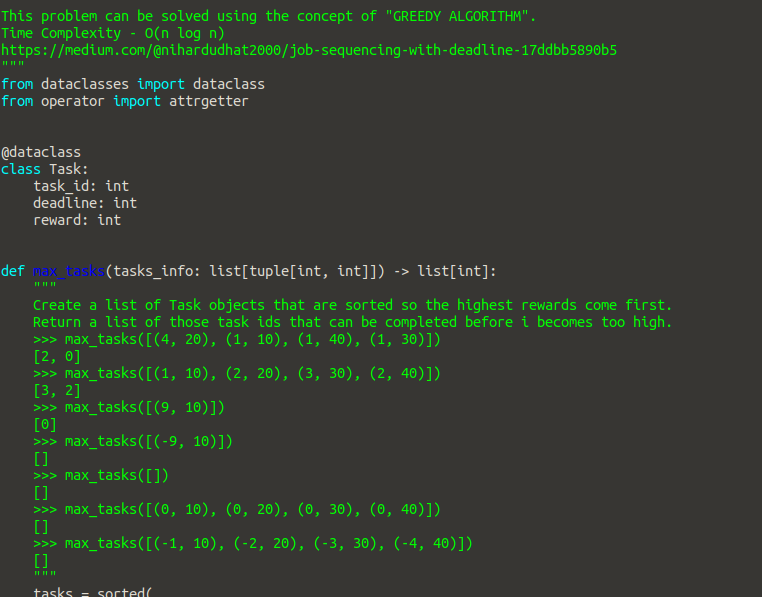 This problem can be solved using the concept of "GREEDY ALGORITHM".
Time Complexity - O(n log n)
https://medium.com/@nihardudhat2000/job-sequencing-with-deadline-17ddbb5890b5
"""
from dataclasses import dataclass
from operator import attrgetter


@dataclass
class Task:
    task_id: int
    deadline: int
    reward: int


def max_tasks(tasks_info: list[tuple[int, int]]) -> list[int]:
    """
    Create a list of Task objects that are sorted so the highest rewards come first.
    Return a list of those task ids that can be completed before i becomes too high.
    >>> max_tasks([(4, 20), (1, 10), (1, 40), (1, 30)])
    [2, 0]
    >>> max_tasks([(1, 10), (2, 20), (3, 30), (2, 40)])
    [3, 2]
    >>> max_tasks([(9, 10)])
    [0]
    >>> max_tasks([(-9, 10)])
    []
    >>> max_tasks([])
    []
    >>> max_tasks([(0, 10), (0, 20), (0, 30), (0, 40)])
    []
    >>> max_tasks([(-1, 10), (-2, 20), (-3, 30), (-4, 40)])
    []
    """
    tasks = sorted(